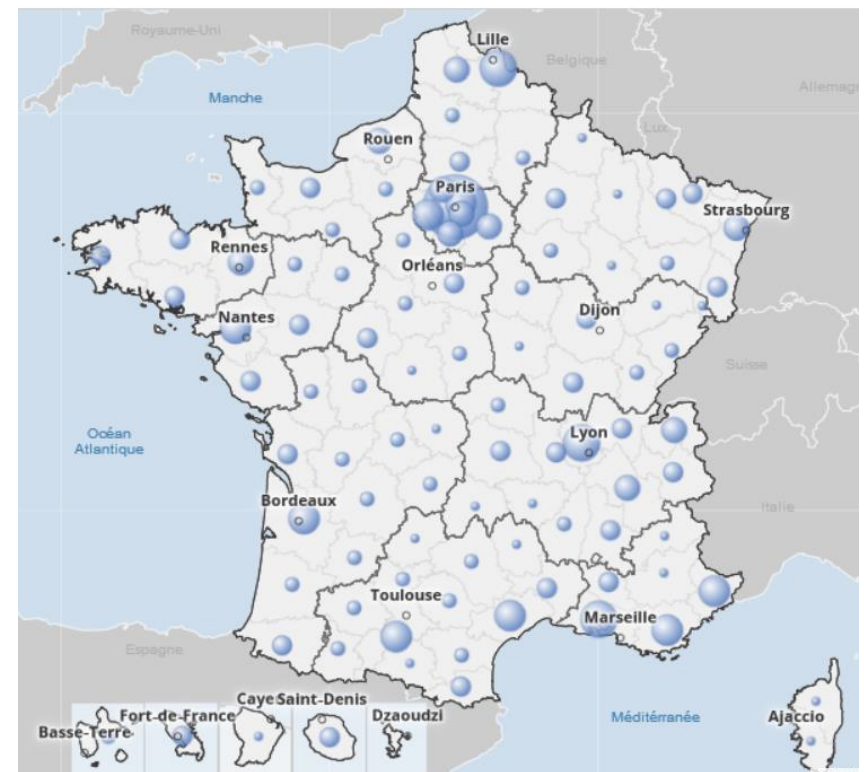 Royaume-Uni
Lille
Belgique
Allemagn
Manche
Lux
Rouen
Paris
Strasbourg
Rennes
Orléans
Nantes
Dijon
Suisse
Océan
Atlantique
Lyon
Bordeaux
Italie
Toulouse
Marseille
Espagne
Caye Saint-Denis
Fort-de-France
Dzaoudzi
Basse-Terre
Méditérranée
Ajaccio